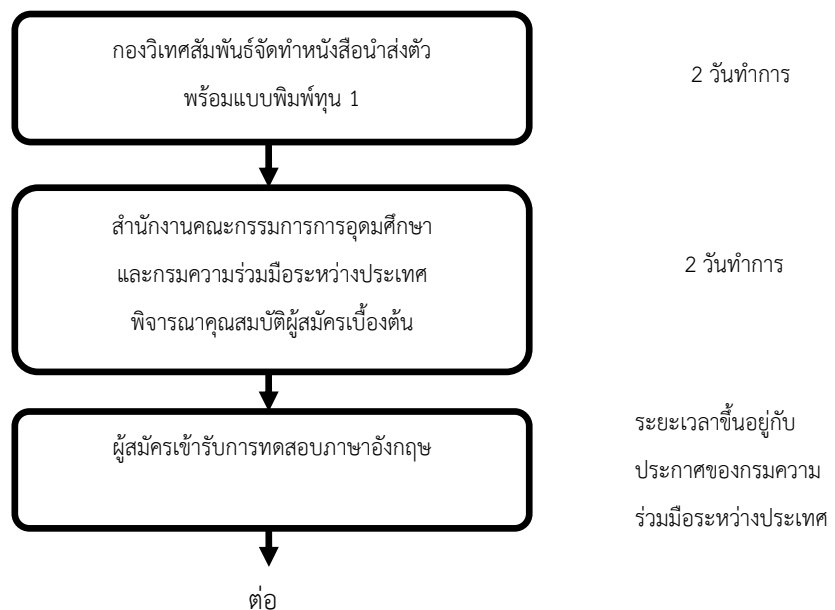 กองวิเทศสัมพันธ์จัดทำหนังสือนำส่งตัว
พร้อมแบบพิมพ์ทุน 1
2 วันทำการ
สำนักงานคณะกรรมการการอุดมศึกษา
และกรมความร่วมมือระหว่างประเทศ
พิจารณาคุณสมบัติผู้สมัครเบื้องต้น
2 วันทำการ
ผู้สมัครเข้ารับการทดสอบภาษาอังกฤษ
ระยะเวลาขึ้นอยู่กับ
ประกาศของกรมความ
ร่วมมือระหว่างประเทศ
ต่อ